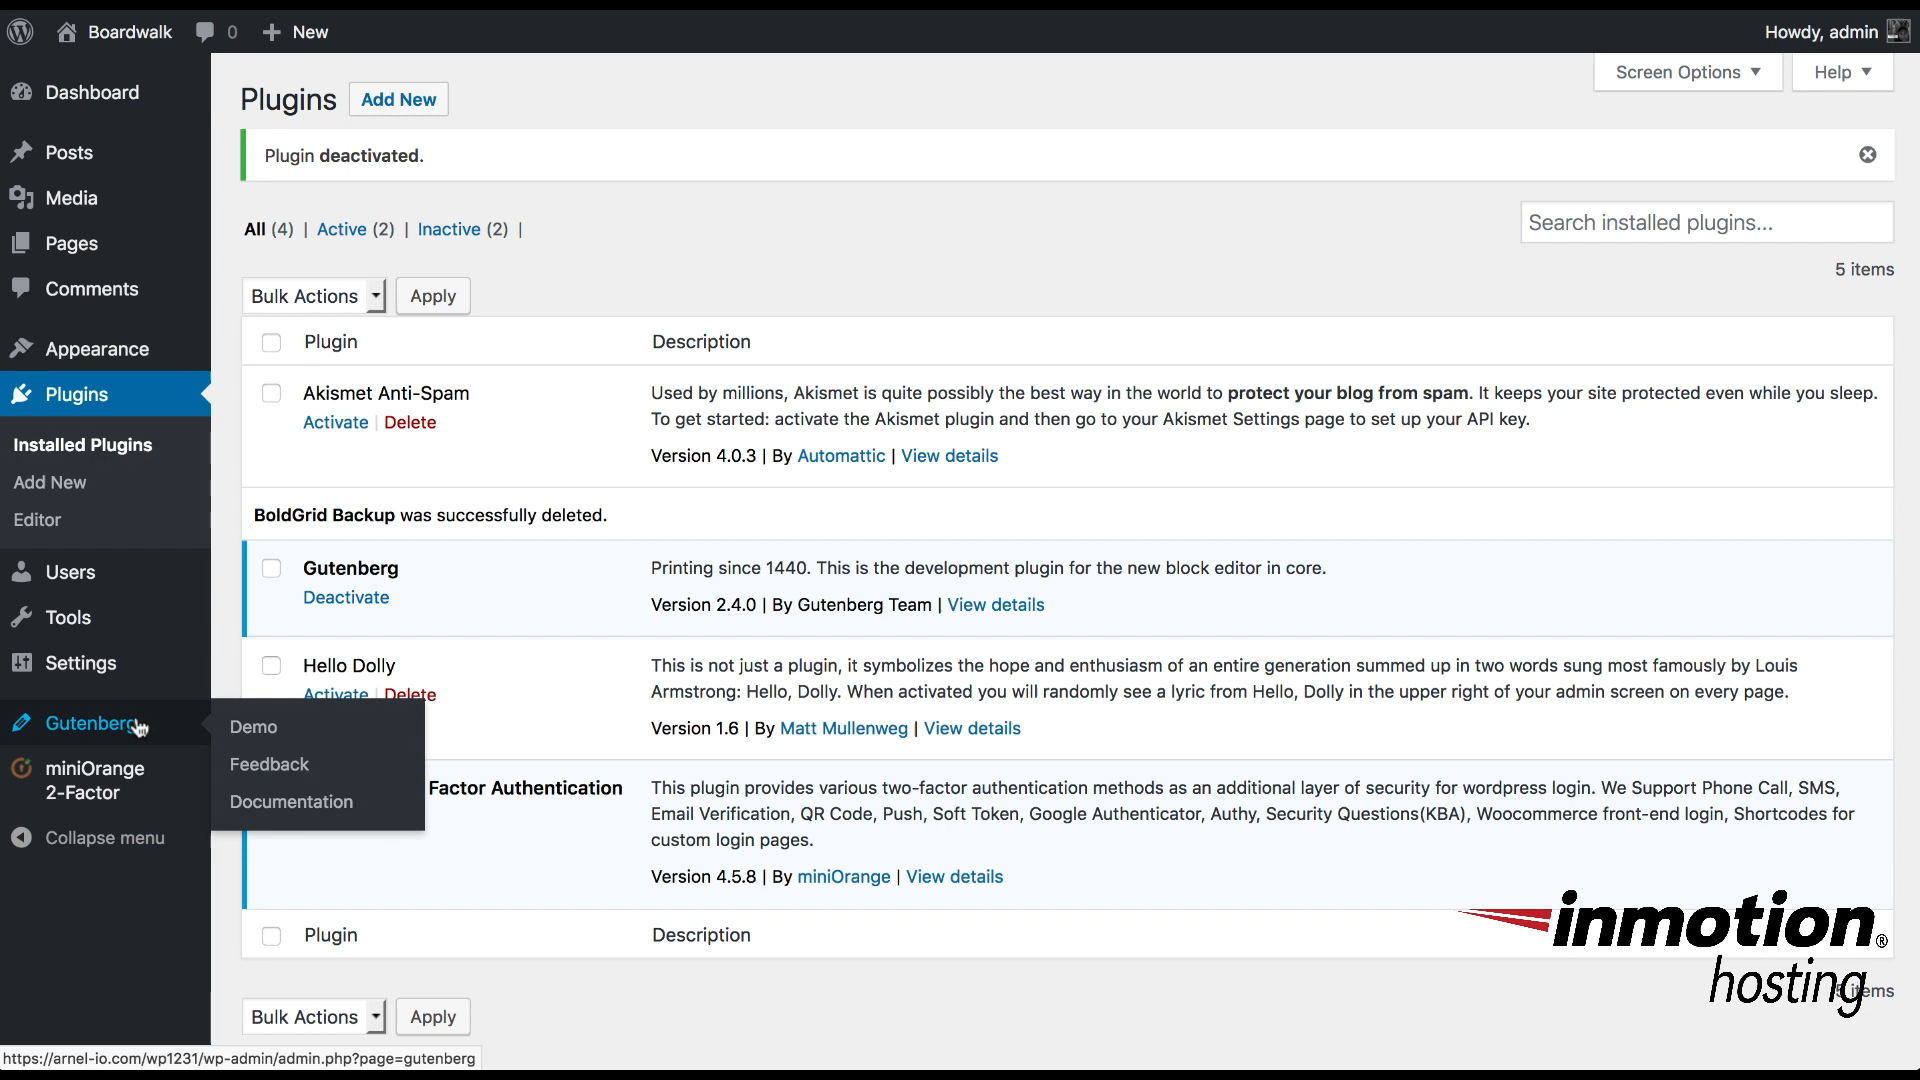 Boardwalk
0
New
Howdy, admin
Dashboard
Posts
Media
Pages
Comments
Appearance
Plugins
Installed Plugins
Add New
Editor
Users
Tools
Settings
Gutenberg
miniOrange
2-Factor
Collapse menu
Demo
Feedback
Documentation
Screen Options
Help
Plugins
Add New
Plugin deactivated.
All (4) | Active (2) | Inactive (2) |
Search installed plugins...
5 items
Bulk Actions
Apply
Plugin
Description
Akismet Anti-Spam
Activate | Delete
Used by millions, Akismet is quite possibly the best way in the world to protect your blog from spam. It keeps your site protected even while you sleep.
To get started: activate the Akismet plugin and then go to your Akismet Settings page to set up your API key.
Version 4.0.3 | By Automattic | View details
BoldGrid Backup was successfully deleted.
Gutenberg
Deactivate
Printing since 1440. This is the development plugin for the new block editor in core.
Version 2.4.0 | By Gutenberg Team | View details
Hello Dolly
Activate | Delete
This is not just a plugin, it symbolizes the hope and enthusiasm of an entire generation summed up in two words sung most famously by Louis
Armstrong: Hello, Dolly. When activated you will randomly see a lyric from Hello, Dolly in the upper right of your admin screen on every page.
Version 1.6 | By Matt Mullenweg | View details
Factor Authentication
This plugin provides various two-factor authentication methods as an additional layer of security for wordpress login. We Support Phone Call, SMS,
Email Verification, QR Code, Push, Soft Token, Google Authenticator, Authy, Security Questions(KBA), Woocommerce front-end login, Shortcodes for
custom login pages.
Version 4.5.8 | By miniOrange | View details
Plugin
Description
Bulk Actions
Apply
5 items
inmotion®
hosting
https://arnel-io.com/wp1231/wp-admin/admin.php?page=gutenberg